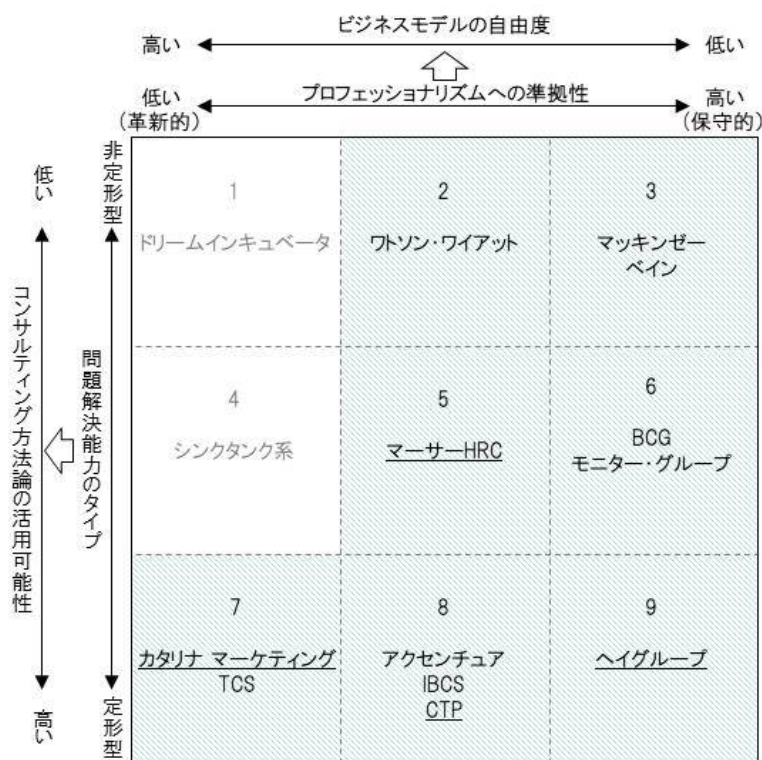 ビジネスモデルの自由度
高い
低い
プロフェッショナリズムへの準拠性
低い
(革新的)
高い
(保守的)
コンサルティング方法論の活用可能性
低い
高い
問題解決能力のタイプ
非定形型
定形型
1
ドリームインキュベータ
2
ワトソン・ワイアット
3
マッキンゼー
ベイン
4
シンクタンク系
5
マーサーHRC
6
BCG
モニター・グループ
7
カタリナ マーケティング
TCS
8
アクセンチュア
IBCS
CTP
9
ヘイグループ